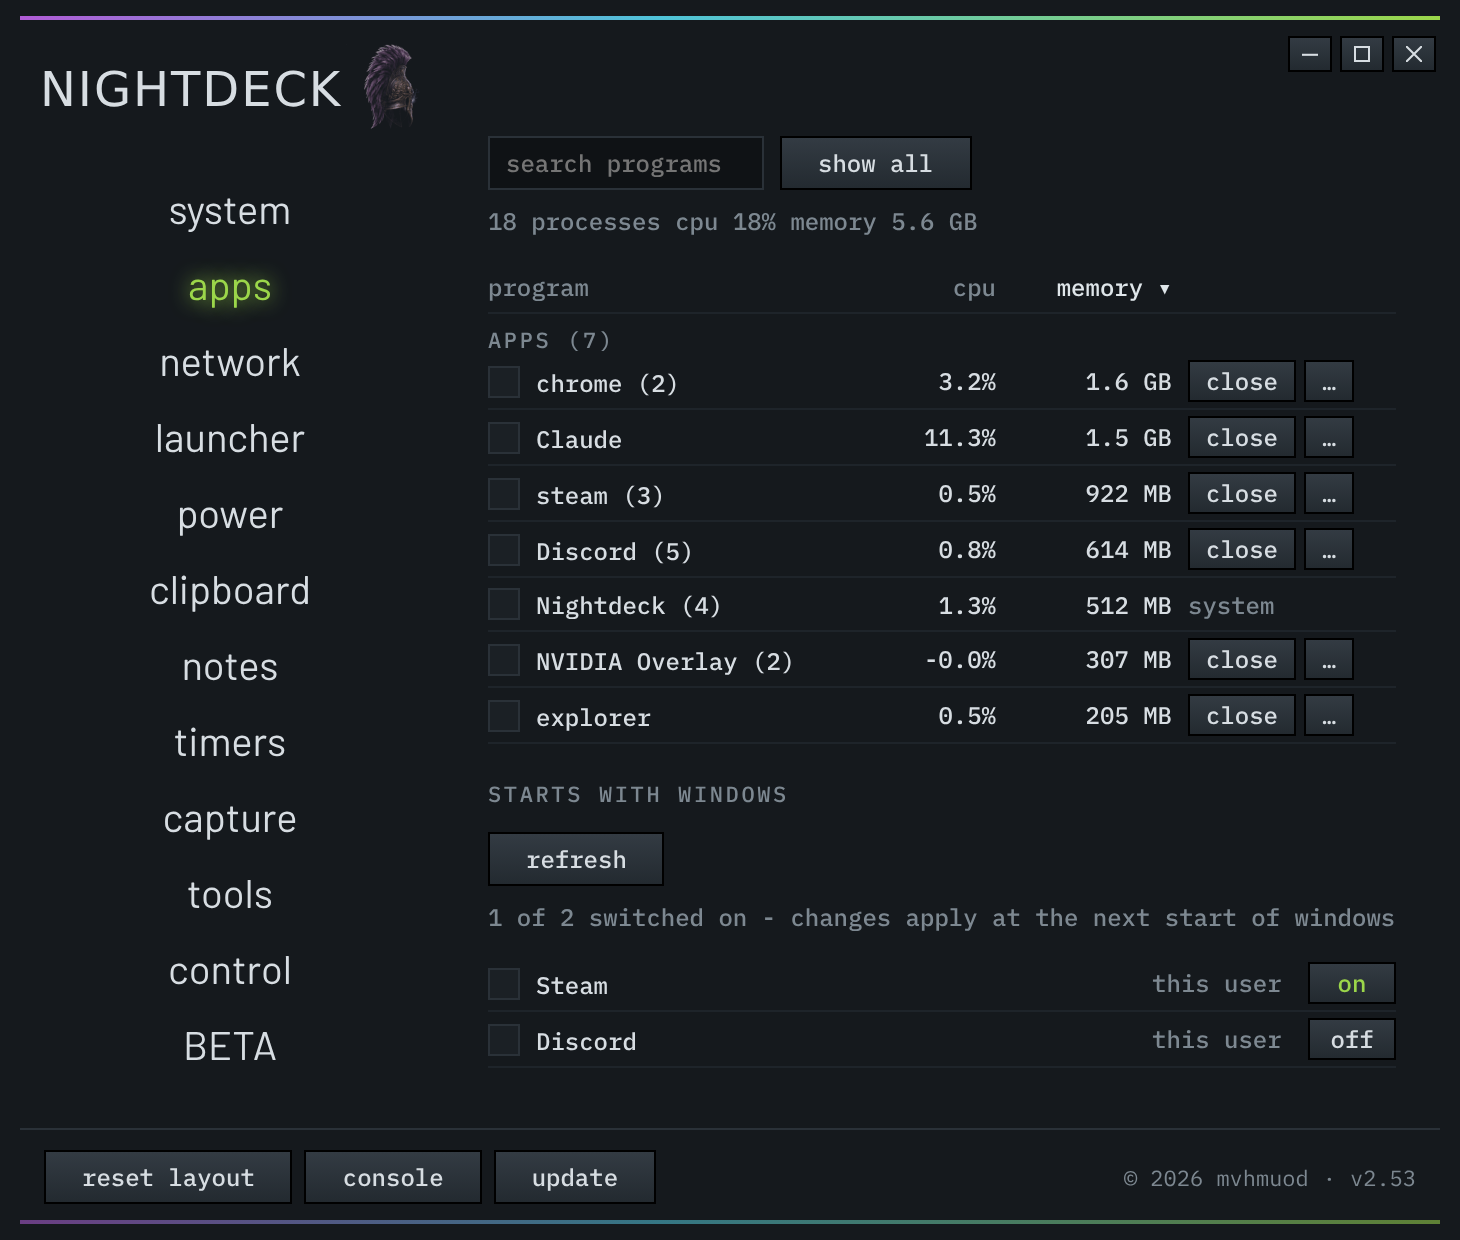 NIGHTDECK
system
apps
network
launcher
power
clipboard
notes
timers
capture
tools
control
BETA
search programs show all
18 processes cpu 18% memory 5.6 GB
program cpu memory ▼
APPS (7)
chrome (2) 3.2% 1.6 GB close …
Claude 11.3% 1.5 GB close …
steam (3) 0.5% 922 MB close …
Discord (5) 0.8% 614 MB close …
Nightdeck (4) 1.3% 512 MB system
NVIDIA Overlay (2) -0.0% 307 MB close …
explorer 0.5% 205 MB close …
STARTS WITH WINDOWS
refresh
1 of 2 switched on - changes apply at the next start of windows
Steam this user on
Discord this user off
reset layout console update © 2026 mvhmuod · v2.53